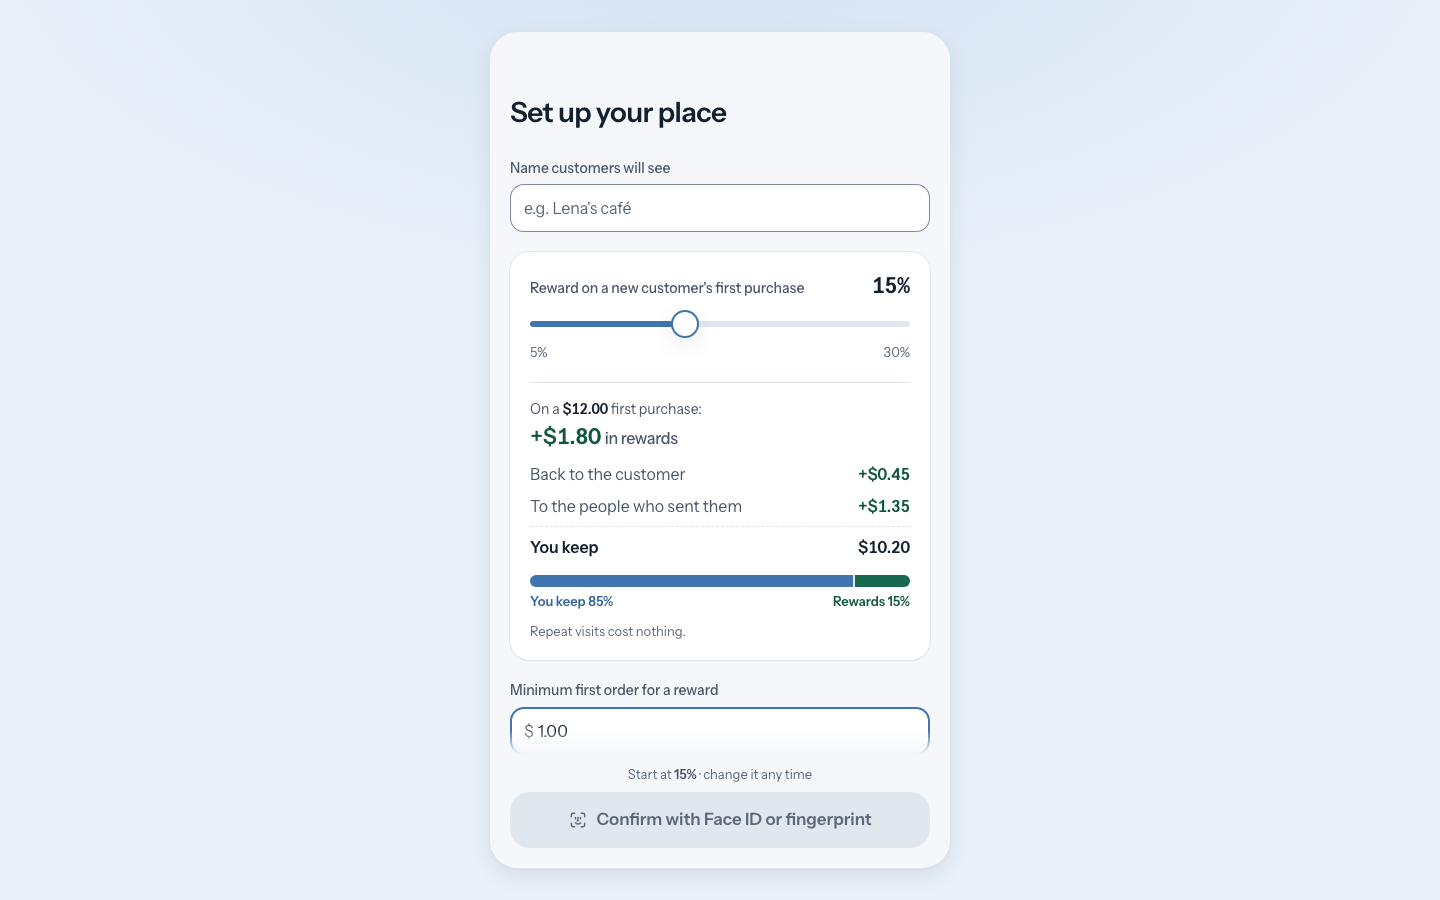 Set up your place
Name customers will see
e.g. Lena's café
Reward on a new customer's first purchase 15%
5% 30%
On a $12.00 first purchase:
+$1.80 in rewards
Back to the customer +$0.45
To the people who sent them +$1.35
You keep $10.20
You keep 85% Rewards 15%
Repeat visits cost nothing.
Minimum first order for a reward
$ 1.00
Start at 15% · change it any time
Confirm with Face ID or fingerprint